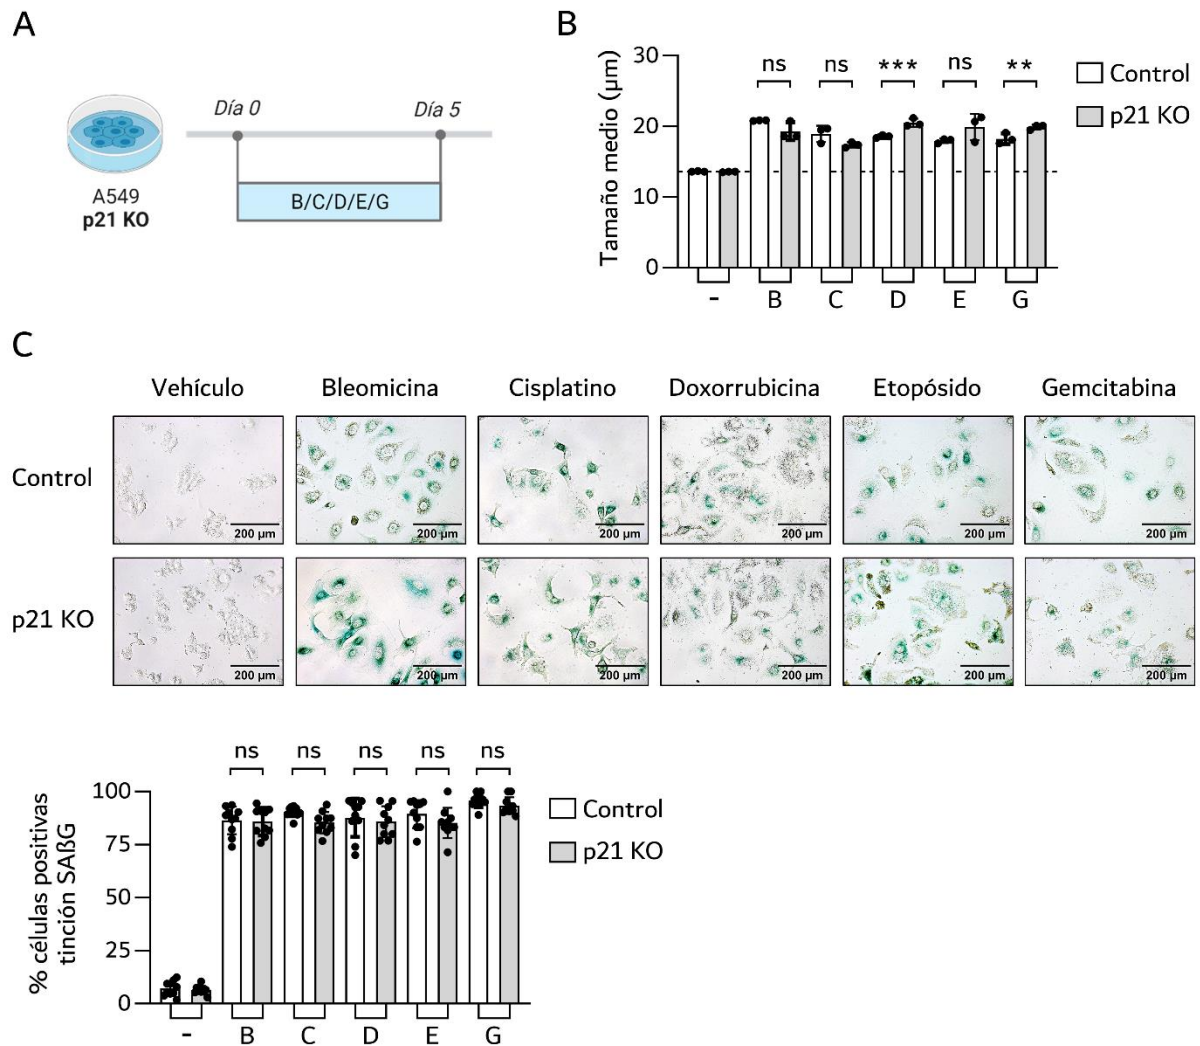 A
Día 0
Día 5
A549
p21 KO
B/C/D/E/G
B
Tamaño medio (µm)
30
20
10
0
ns
ns
***
ns
**
Control
p21 KO
-
B
C
D
E
G
C
Vehículo
Bleomicina
Cisplatino
Doxorrubicina
Etopósido
Gemcitabina
Control
200 µm
200 µm
200 µm
200 µm
200 µm
200 µm
p21 KO
200 µm
200 µm
200 µm
200 µm
200 µm
200 µm
% células positivas
tinción SAßG
100
75
50
25
0
ns
ns
ns
ns
ns
Control
p21 KO
-
B
C
D
E
G